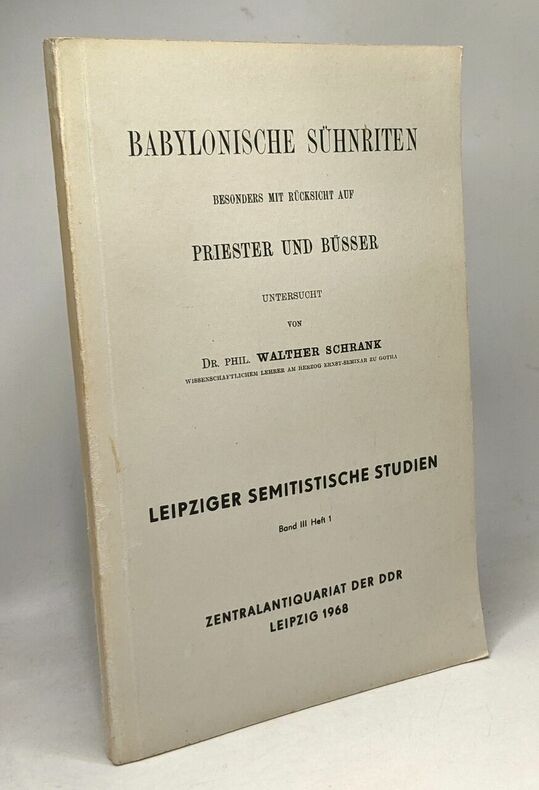 BABYLONISCHE SÜHNRITEN
BESONDERS MIT RÜCKSICHT AUF
PRIESTER UND BÜSSER
UNTERSUCHT
VON
DR. PHIL. WALTHER SCHRANK
WISSENSCHAFTLICHEM LEHRER AM HERZOG ERNST-SEMINAR ZU GOTHA
LEIPZIGER SEMITISTISCHE STUDIEN
Band III Heft 1
ZENTRALANTIQUARIAT DER DDR
LEIPZIG 1968